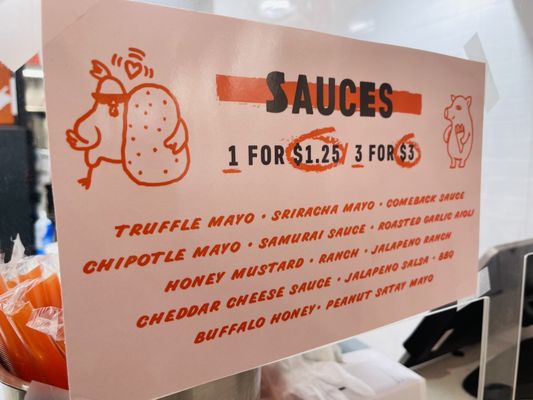 SAUCES
1 FOR $1.25 3 FOR $3
TRUFFLE MAYO · SRIRACHA MAYO · COMEBACK SAUCE
CHIPOTLE MAYO · SAMURAI SAUCE · ROASTED GARLIC AIOLI
HONEY MUSTARD · RANCH · JALAPENO RANCH
CHEDDAR CHEESE SAUCE · JALAPENO SALSA · BBQ
BUFFALO HONEY · PEANUT SATAY MAYO